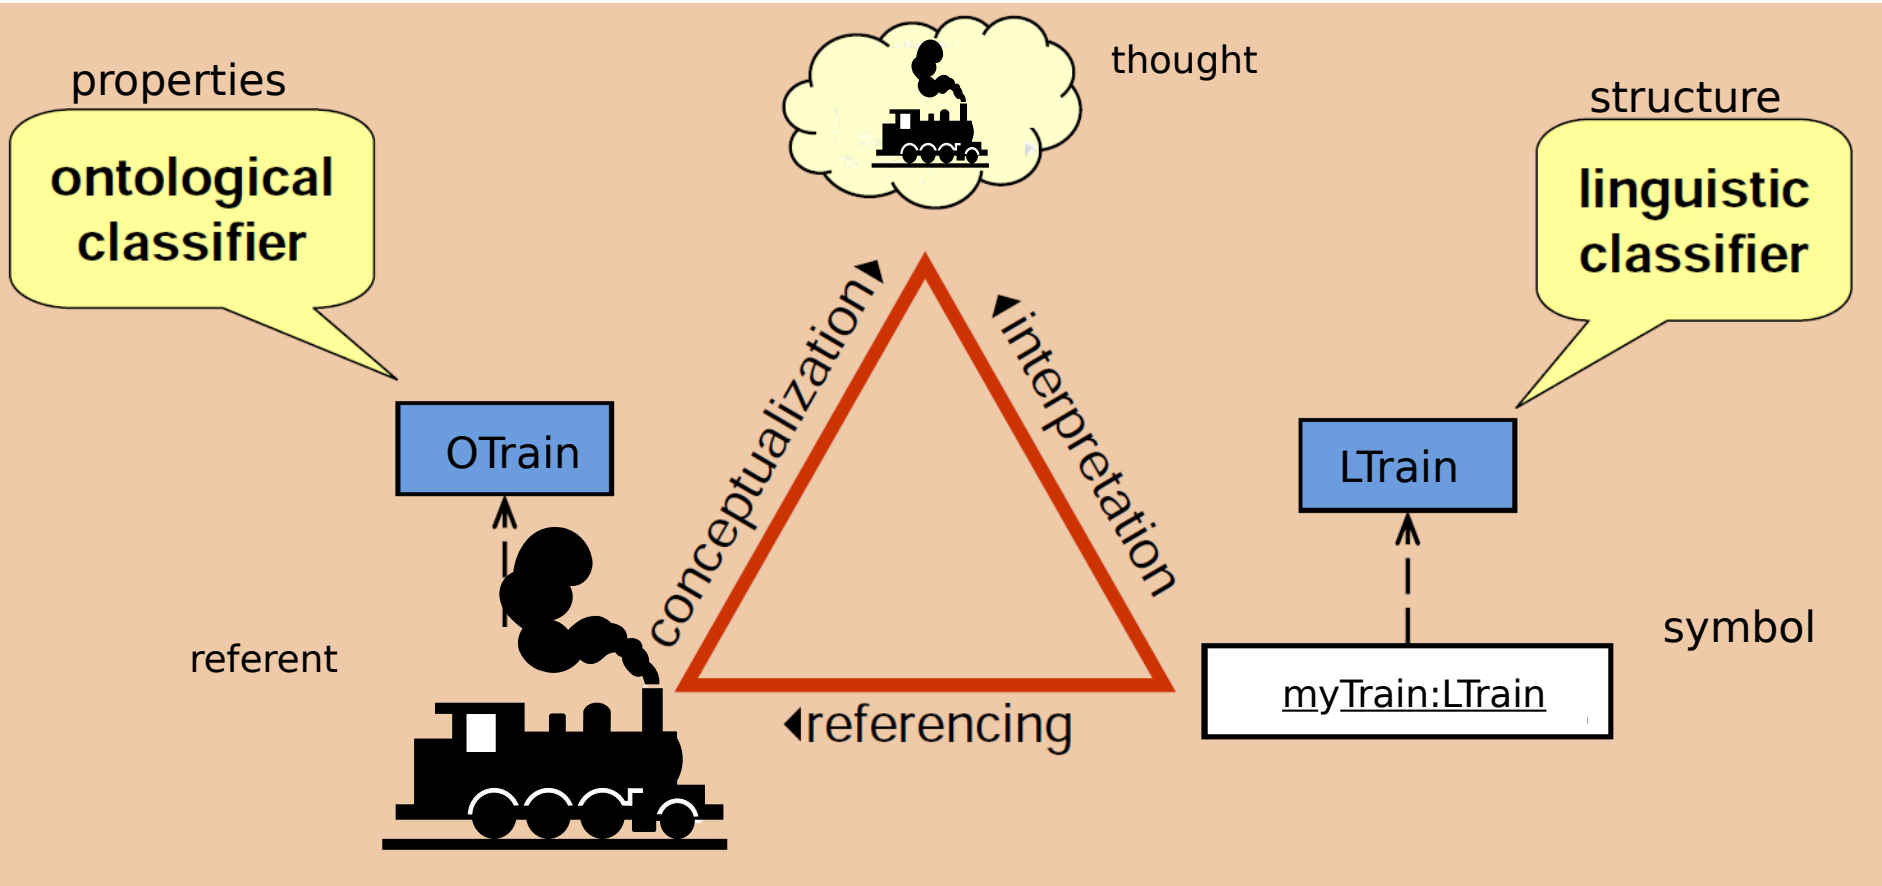 thought
properties
structure
ontological
classifier
linguistic
classifier
conceptualization
interpretation
OTrain
LTrain
referent
symbol
myTrain:LTrain
referencing